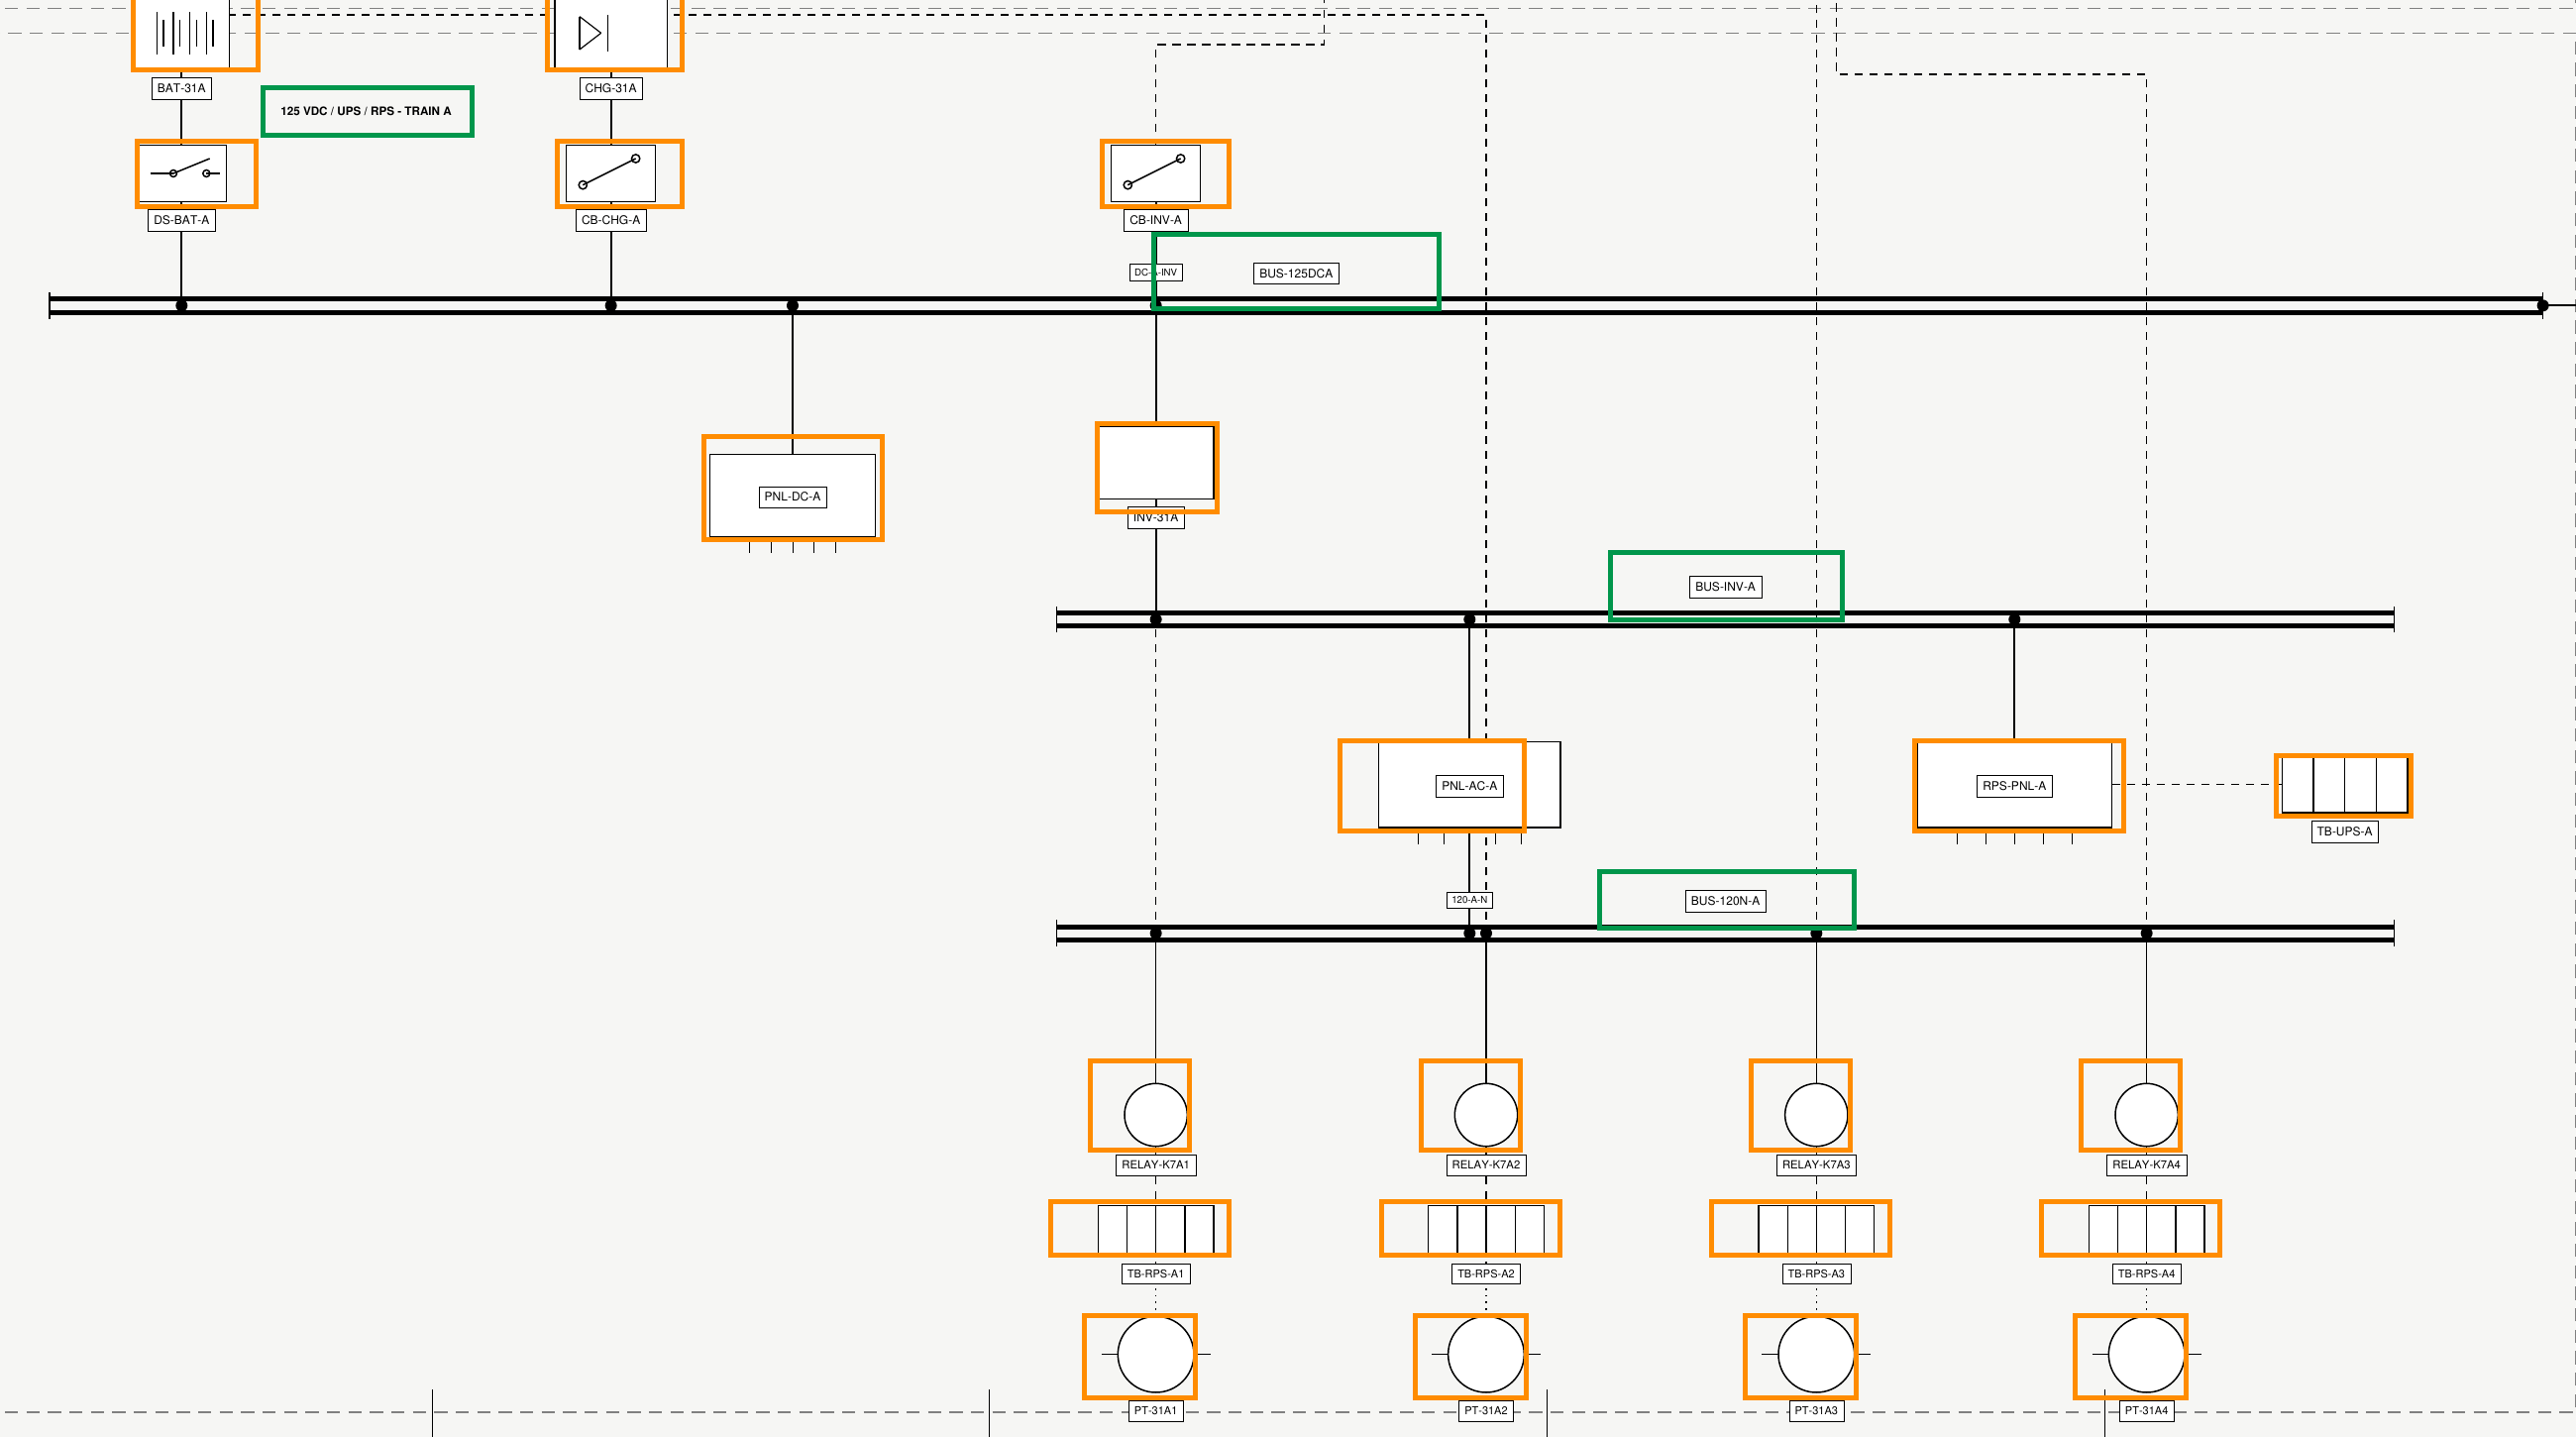 BAT-31A
CHG-31A
125 VDC / UPS / RPS - TRAIN A
DS-BAT-A
CB-CHG-A
CB-INV-A
DC-A-INV
BUS-125DCA
PNL-DC-A
INV-31A
BUS-INV-A
PNL-AC-A
RPS-PNL-A
TB-UPS-A
120-A-N
BUS-120N-A
RELAY-K7A1
RELAY-K7A2
RELAY-K7A3
RELAY-K7A4
TB-RPS-A1
TB-RPS-A2
TB-RPS-A3
TB-RPS-A4
PT-31A1
PT-31A2
PT-31A3
PT-31A4